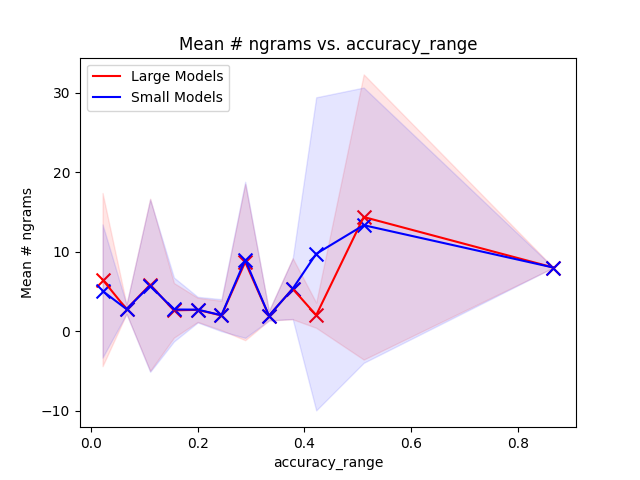 Mean # ngrams vs. accuracy_range
Large Models
Small Models
Mean # ngrams
30
20
10
0
−10
0.0 0.2 0.4 0.6 0.8
accuracy_range